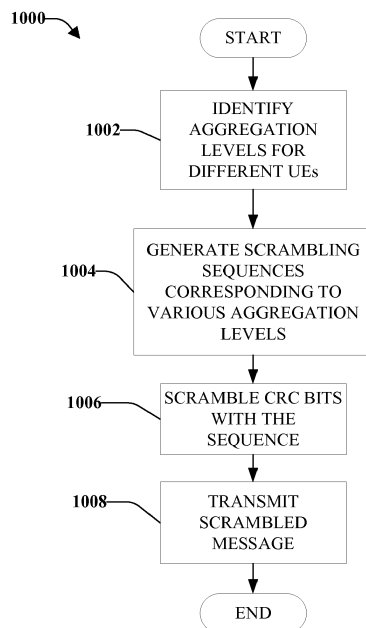 1000
START
1002
IDENTIFY
AGGREGATION
LEVELS FOR
DIFFERENT UEs
1004
GENERATE SCRAMBLING
SEQUENCES
CORRESPONDING TO
VARIOUS AGGREGATION
LEVELS
1006
SCRAMBLE CRC BITS
WITH THE
SEQUENCE
1008
TRANSMIT
SCRAMBLED
MESSAGE
END